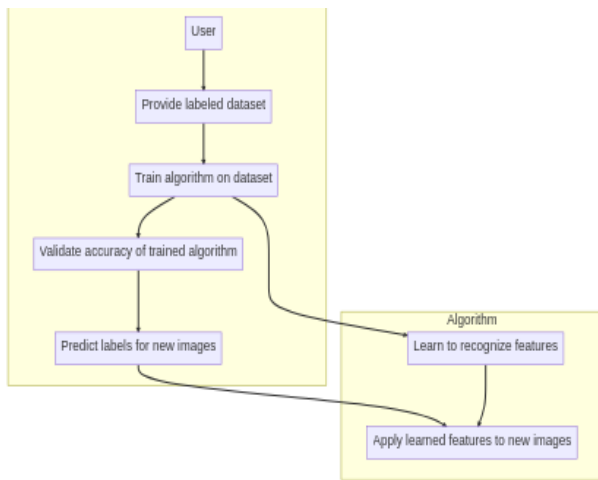 User
Provide labeled dataset
Train algorithm on dataset
Validate accuracy of trained algorithm
Predict labels for new images
Algorithm
Learn to recognize features
Apply learned features to new images